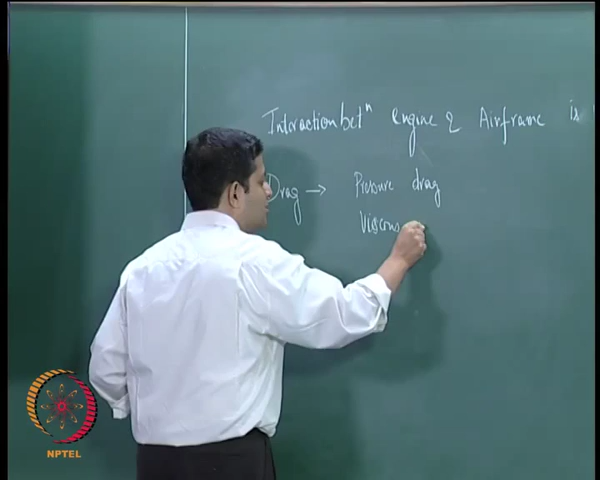 Interaction betⁿ engine & Airframe is
Drag → Pressure drag
Viscous
NPTEL